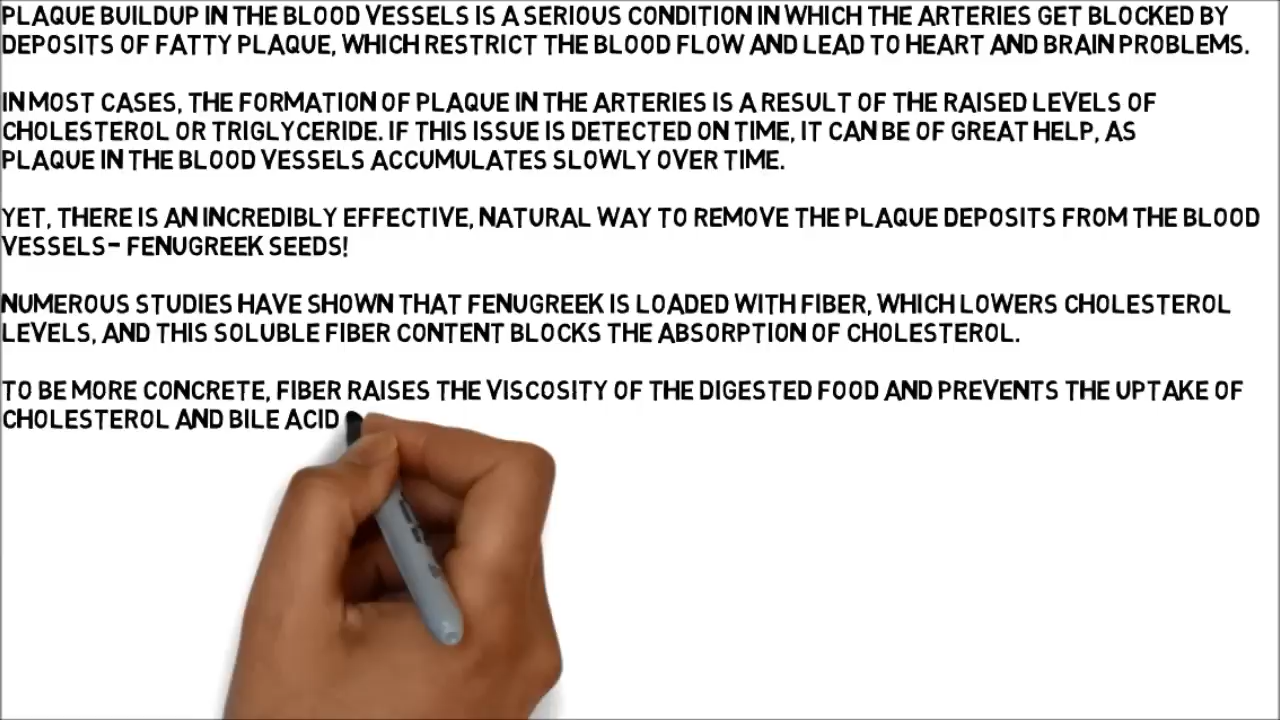 PLAQUE BUILDUP IN THE BLOOD VESSELS IS A SERIOUS CONDITION IN WHICH THE ARTERIES GET BLOCKED BY
DEPOSITS OF FATTY PLAQUE, WHICH RESTRICT THE BLOOD FLOW AND LEAD TO HEART AND BRAIN PROBLEMS.
IN MOST CASES, THE FORMATION OF PLAQUE IN THE ARTERIES IS A RESULT OF THE RAISED LEVELS OF
CHOLESTEROL OR TRIGLYCERIDE. IF THIS ISSUE IS DETECTED ON TIME, IT CAN BE OF GREAT HELP, AS
PLAQUE IN THE BLOOD VESSELS ACCUMULATES SLOWLY OVER TIME.
YET, THERE IS AN INCREDIBLY EFFECTIVE, NATURAL WAY TO REMOVE THE PLAQUE DEPOSITS FROM THE BLOOD
VESSELS– FENUGREEK SEEDS!
NUMEROUS STUDIES HAVE SHOWN THAT FENUGREEK IS LOADED WITH FIBER, WHICH LOWERS CHOLESTEROL
LEVELS, AND THIS SOLUBLE FIBER CONTENT BLOCKS THE ABSORPTION OF CHOLESTEROL.
TO BE MORE CONCRETE, FIBER RAISES THE VISCOSITY OF THE DIGESTED FOOD AND PREVENTS THE UPTAKE OF
CHOLESTEROL AND BILE ACID